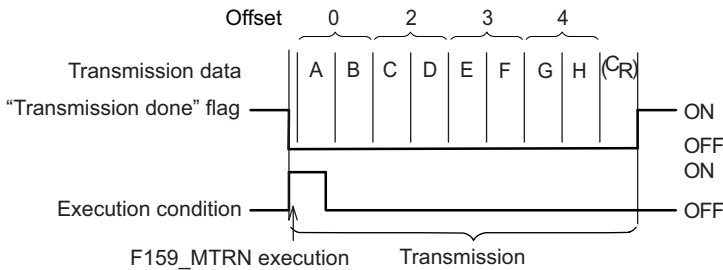 Offset 0 2 3 4
Transmission data A B C D E F G H (CR)
“Transmission done” flag ON
OFF
ON
Execution condition OFF
F159_MTRN execution Transmission